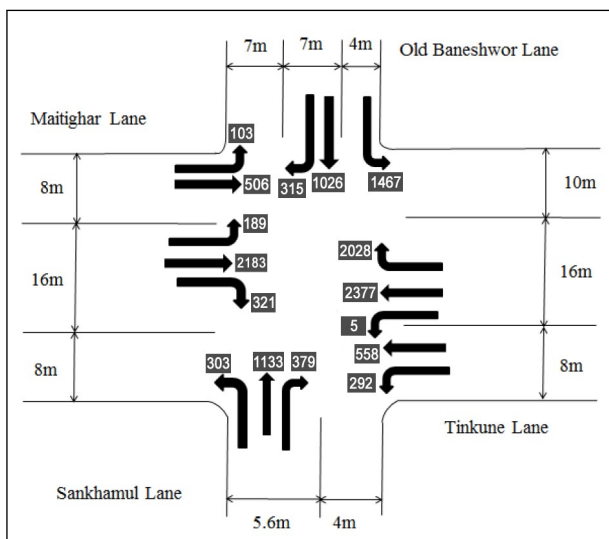 7m 7m 4m
Old Baneshwor Lane
Maitighar Lane
103
8m
506
315
1026
1467
10m
189
2028
16m
2183
2377
16m
321
5
303
1133
379
558
8m
292
8m
Tinkune Lane
Sankhamul Lane
5.6m 4m